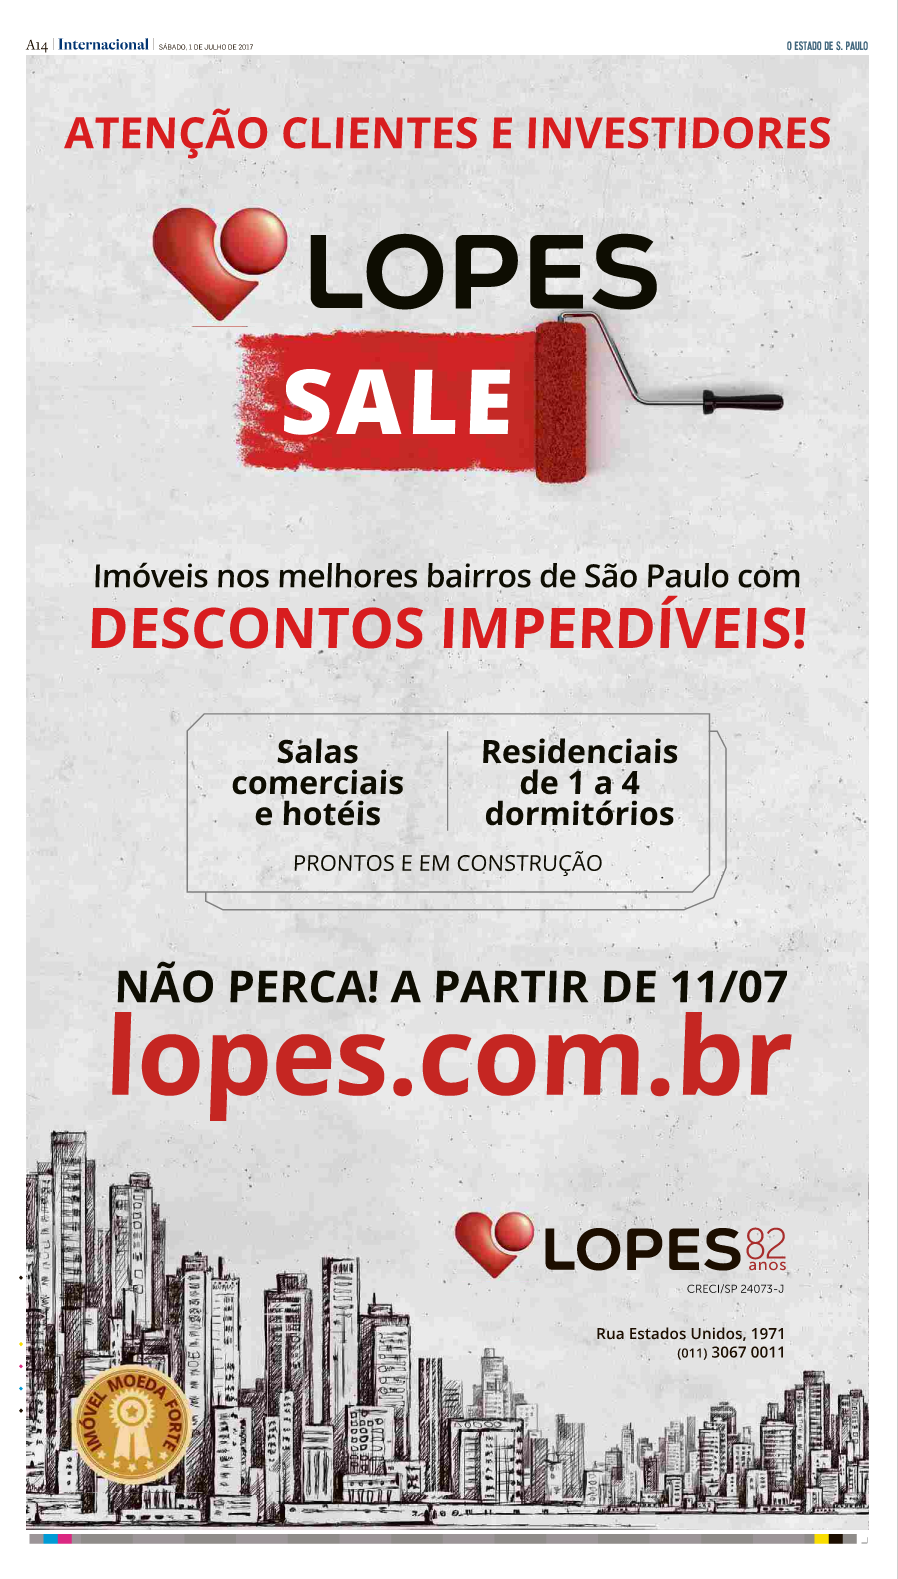 A14 | Internacional | SÁBADO, 1 DE JULHO DE 2017
O ESTADO DE S. PAULO
ATENÇÃO CLIENTES E INVESTIDORES
LOPES
SALE
Imóveis nos melhores bairros de São Paulo com
DESCONTOS IMPERDÍVEIS!
Salas
comerciais
e hotéis
Residenciais
de 1 a 4
dormitórios
PRONTOS E EM CONSTRUÇÃO
NÃO PERCA! A PARTIR DE 11/07
lopes.com.br
LOPES 82
anos
CRECI/SP 24073-J
Rua Estados Unidos, 1971
(011) 3067 0011
IMÓVEL MOEDA FORTE